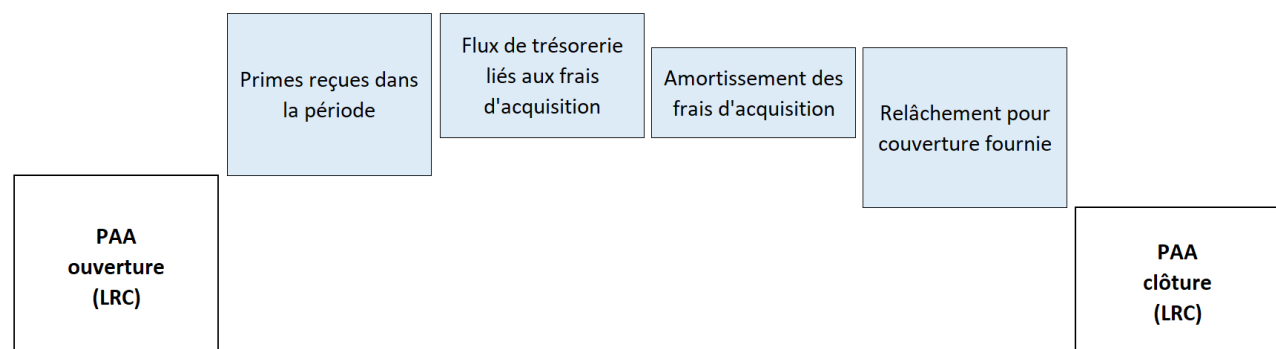 PAA
ouverture
(LRC)
Primes reçues dans
la période
Flux de trésorerie
liés aux frais
d'acquisition
Amortissement des
frais d'acquisition
Relâchement pour
couverture fournie
PAA
clôture
(LRC)